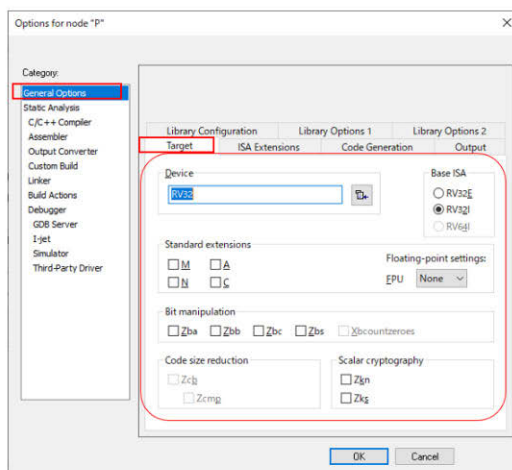 Options for node "P"
Category:
General Options
Static Analysis
C/C++ Compiler
Assembler
Output Converter
Custom Build
Linker
Build Actions
Debugger
GDB Server
I-jet
Simulator
Third-Party Driver
Library Configuration Library Options 1 Library Options 2
Target ISA Extensions Code Generation Output
Device
RV32
Base ISA
RV32E
RV32I
RV64I
Standard extensions
M A
N C
Floating-point settings:
FPU None
Bit manipulation
Zba Zbb Zbc Zbs Xbcountzeroes
Code size reduction
Zcb
Zcmp
Scalar cryptography
Zkn
Zks
OK Cancel